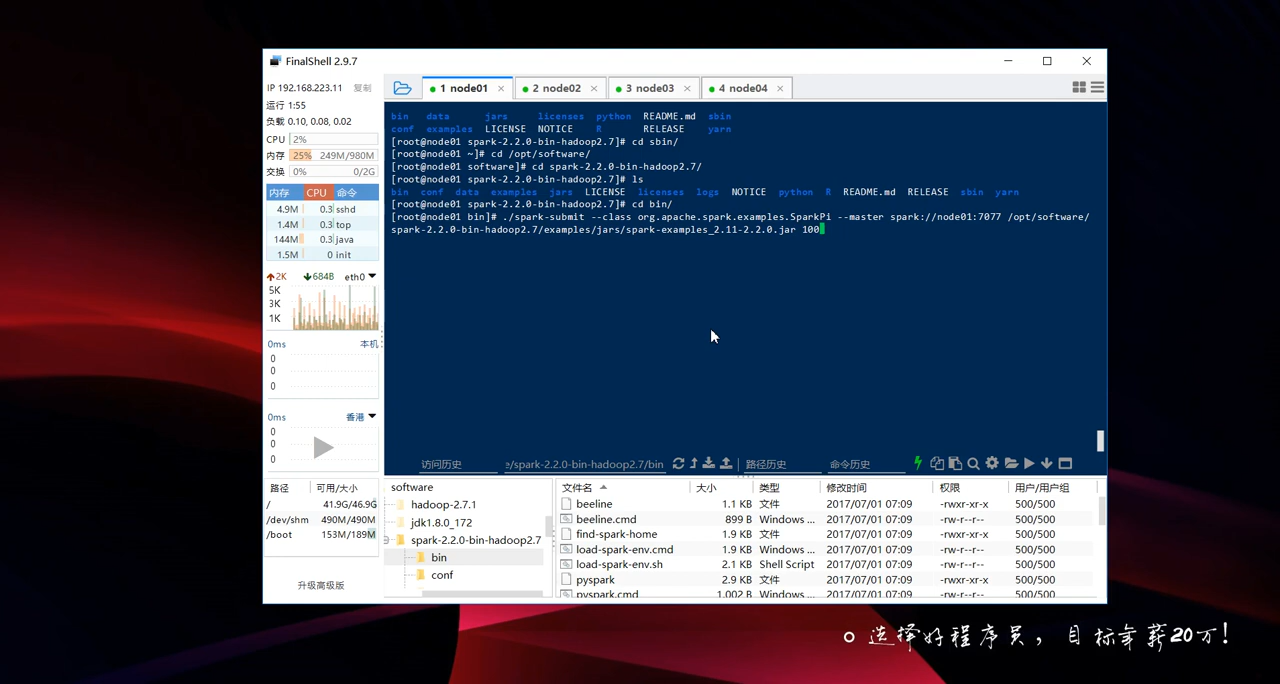 FinalShell 2.9.7
IP 192.168.223.11 复制
运行 1:55
负载 0.10, 0.08, 0.02
CPU 2%
内存 25% 249M/980M
交换 0% 0/2G
内存 CPU 命令
4.9M 0.3 sshd
1.4M 0.3 top
144M 0.3 java
1.5M 0 init
2K 684B eth0
5K
3K
1K
0ms 本机
0
0
0
0ms 香港
0
0
0
路径 可用/大小
/ 41.9G/46.9G
/dev/shm 490M/490M
/boot 153M/189M
升级高级版
1 node01 2 node02 3 node03 4 node04
bin data jars licenses python README.md sbin
conf examples LICENSE NOTICE R RELEASE yarn
[root@node01 spark-2.2.0-bin-hadoop2.7]# cd sbin/
[root@node01 ~]# cd /opt/software/
[root@node01 software]# cd spark-2.2.0-bin-hadoop2.7/
[root@node01 spark-2.2.0-bin-hadoop2.7]# ls
bin conf data examples jars LICENSE licenses logs NOTICE python R README.md RELEASE sbin yarn
[root@node01 spark-2.2.0-bin-hadoop2.7]# cd bin/
[root@node01 bin]# ./spark-submit --class org.apache.spark.examples.SparkPi --master spark://node01:7077 /opt/software/
spark-2.2.0-bin-hadoop2.7/examples/jars/spark-examples_2.11-2.2.0.jar 100
访问历史 e/spark-2.2.0-bin-hadoop2.7/bin 路径历史 命令历史
software
hadoop-2.7.1
jdk1.8.0_172
spark-2.2.0-bin-hadoop2.7
bin
conf
文件名 大小 类型 修改时间 权限 用户/用户组
beeline 1.1 KB 文件 2017/07/01 07:09 -rwxr-xr-x 500/500
beeline.cmd 899 B Windows ... 2017/07/01 07:09 -rw-r--r-- 500/500
find-spark-home 1.9 KB 文件 2017/07/01 07:09 -rwxr-xr-x 500/500
load-spark-env.cmd 1.9 KB Windows ... 2017/07/01 07:09 -rw-r--r-- 500/500
load-spark-env.sh 2.1 KB Shell Script 2017/07/01 07:09 -rw-r--r-- 500/500
pyspark 2.9 KB 文件 2017/07/01 07:09 -rwxr-xr-x 500/500
pyspark.cmd 1,002 B Windows ... 2017/07/01 07:09 -rw-r--r-- 500/500
选择好程序员，目标年薪20万!